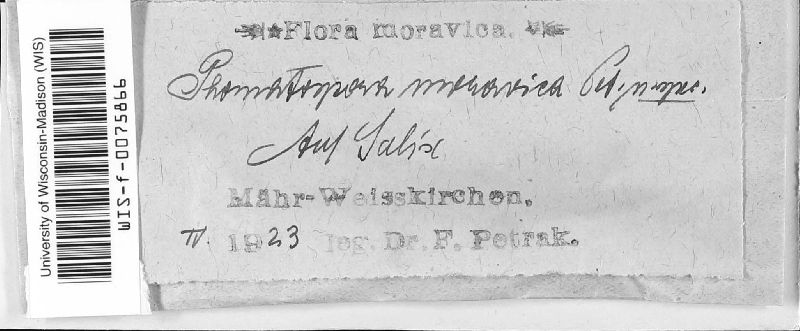 University of Wisconsin-Madison (WIS)
WIS-f-0075866
Flora moravica.
Phomatospora moravica Pet. n. spec.
Auf Salix
Mähr-Weisskirchen.
IV. 1923 leg. Dr. F. Petrak.